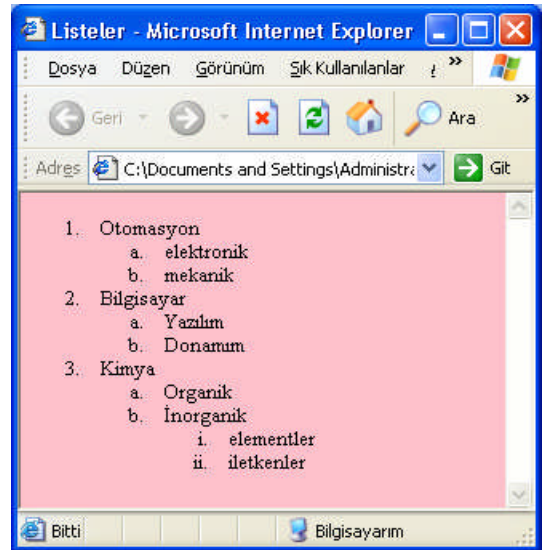 Listeler - Microsoft Internet Explorer
Dosya Düzen Görünüm Sık Kullanılanlar »
Geri Ara »
Adres C:\Documents and Settings\Administra Git
1. Otomasyon
a. elektronik
b. mekanik
2. Bilgisayar
a. Yazılım
b. Donamım
3. Kimya
a. Organik
b. İnorganik
i. elementler
ii. iletkenler
Bitti Bilgisayarım